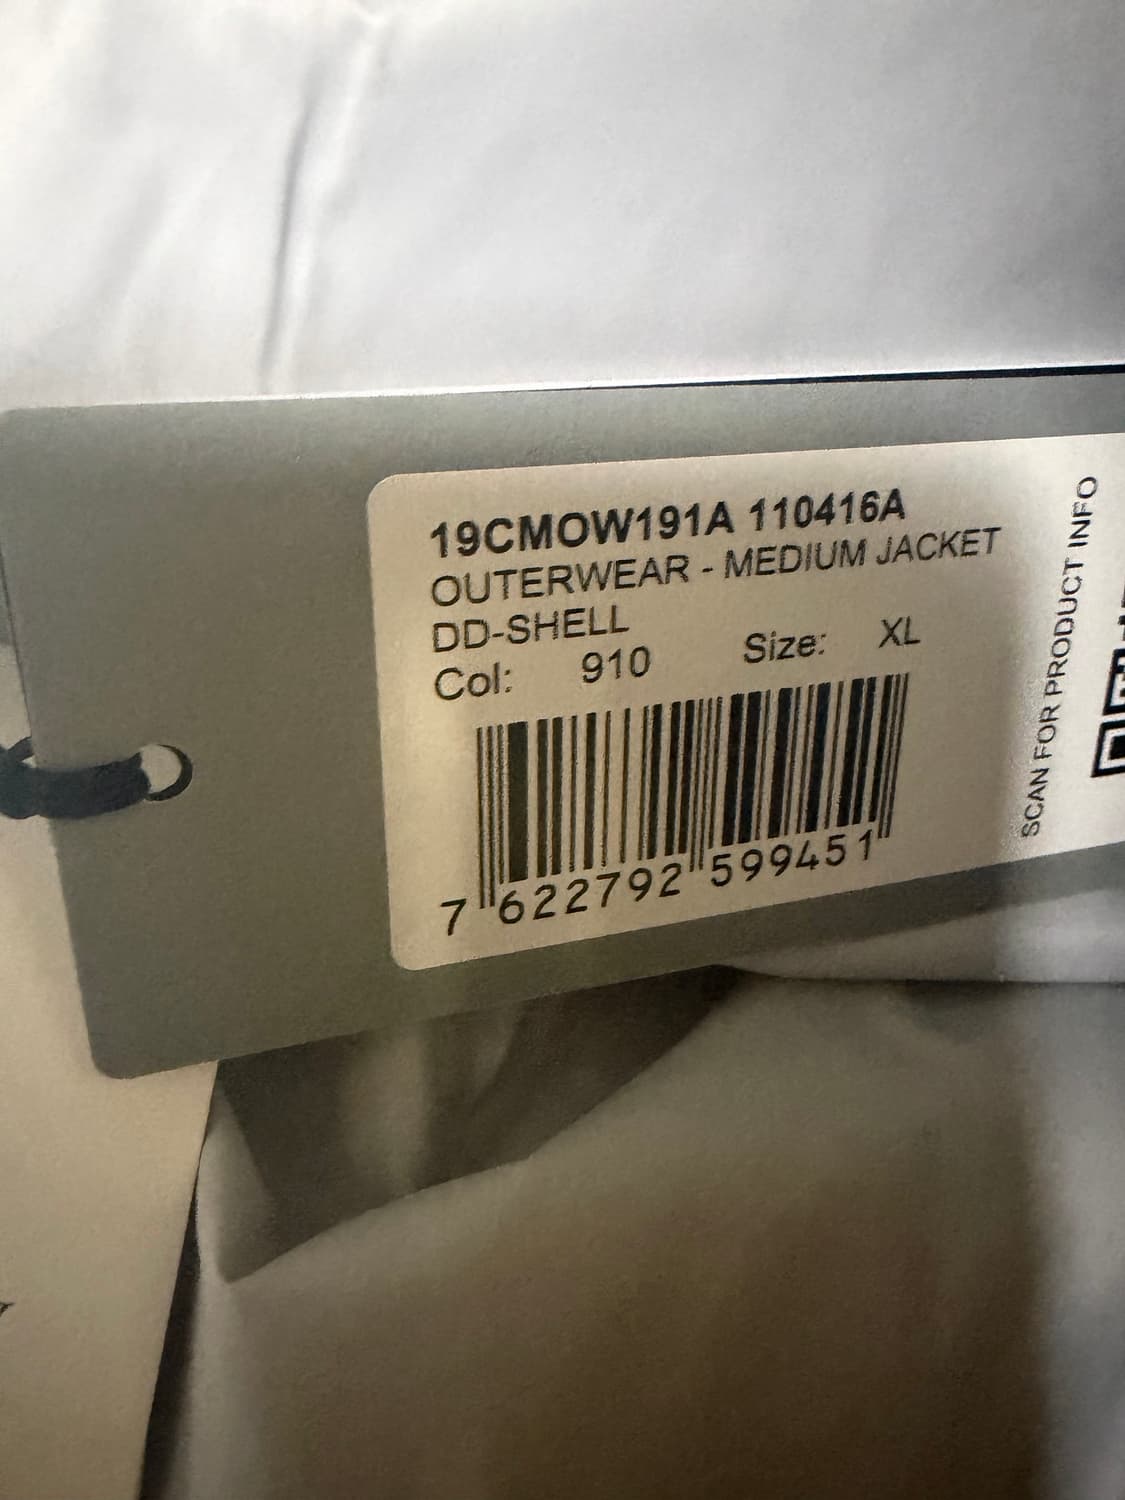 19CMOW191A 110416A
OUTERWEAR - MEDIUM JACKET
DD-SHELL
Col: 910 Size: XL
7 622792 599451
SCAN FOR PRODUCT INFO